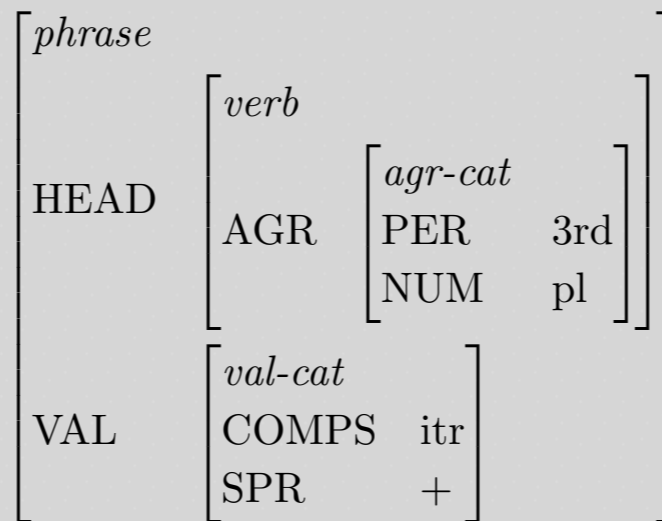 phrase
verb
agr-cat
HEAD AGR PER 3rd
NUM pl
val-cat
VAL COMPS itr
SPR +